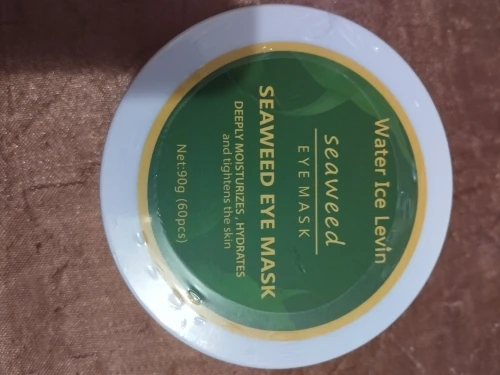 Water Ice Levin
seaweed
EYE MASK
SEAWEED EYE MASK
DEEPLY MOISTURIZES , HYDRATES
and tightens the skin
Net:90g (60pcs)